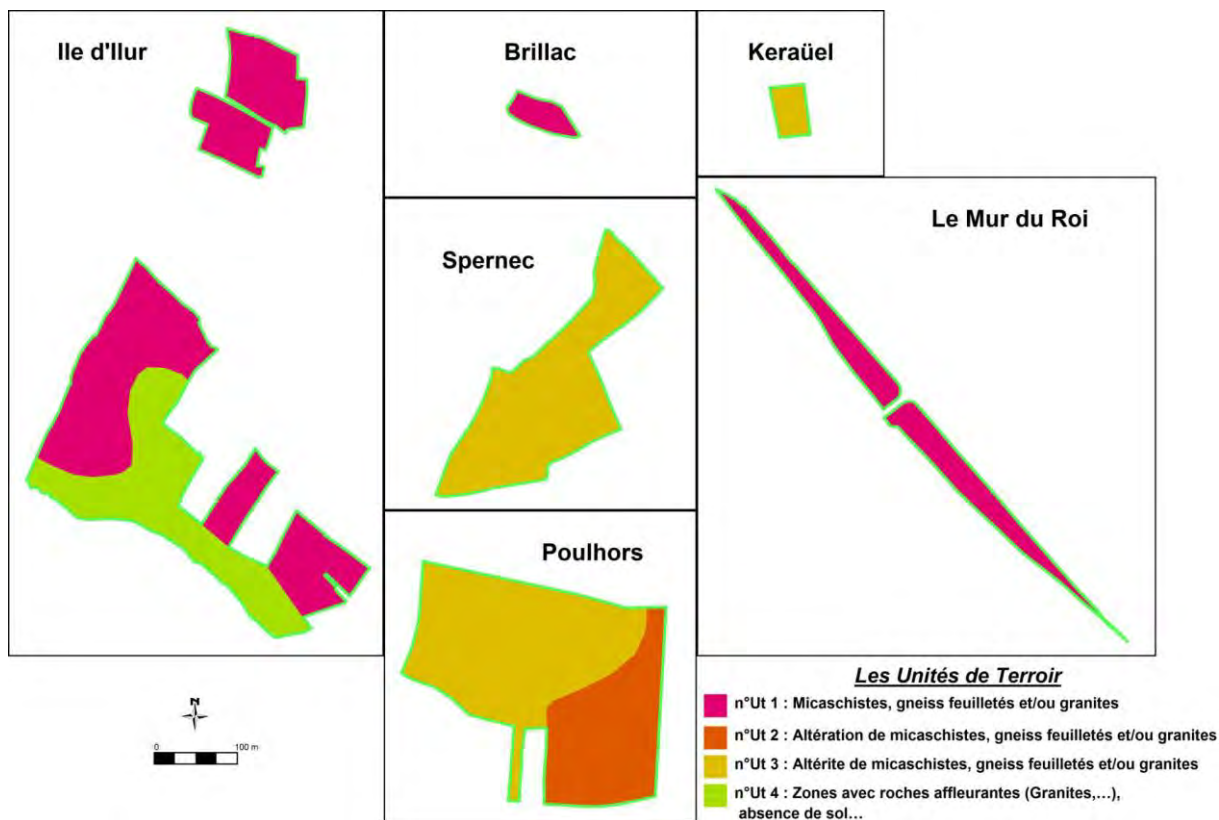 Ile d'Ilur
Brillac
Keraüel
Le Mur du Roi
Spernec
Poulhors
N
0 100 m
Les Unités de Terroir
n°Ut 1 : Micaschistes, gneiss feuilletés et/ou granites
n°Ut 2 : Altération de micaschistes, gneiss feuilletés et/ou granites
n°Ut 3 : Altérite de micaschistes, gneiss feuilletés et/ou granites
n°Ut 4 : Zones avec roches affleurantes (Granites,...),
absence de sol...